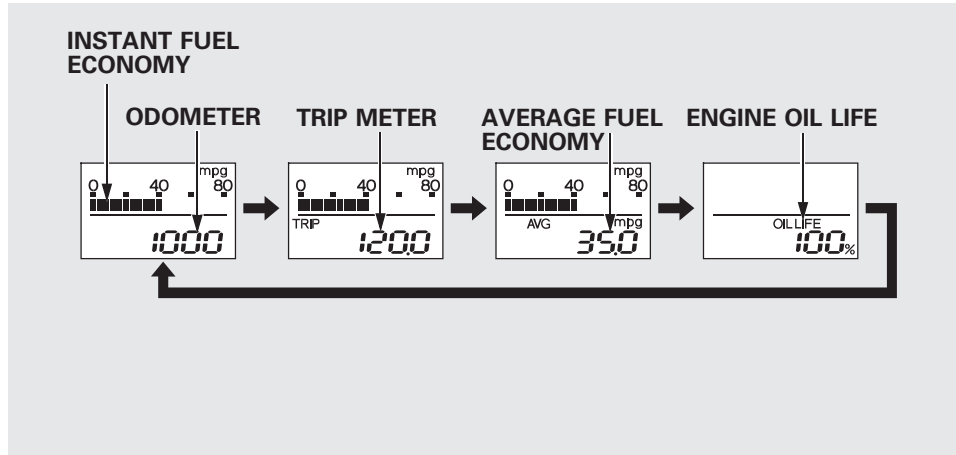 INSTANT FUEL
ECONOMY
ODOMETER
TRIP METER
AVERAGE FUEL
ECONOMY
ENGINE OIL LIFE
mpg
0 40 80
1000
mpg
0 40 80
TRIP
120.0
mpg
0 40 80
AVG mpg
35.0
OIL LIFE
100%